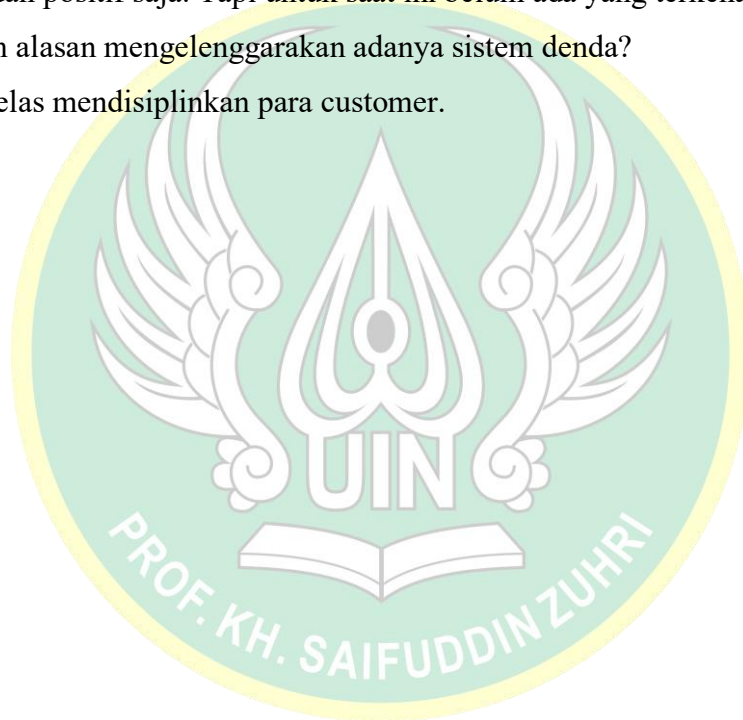 dan positif saja. Tapi untuk saat ini belum ada yang
alasan mengelenggarakan adanya sistem denda?
elas mendisiplinkan para customer.
UIN
PROF. KH. SAIFUDDIN ZUHRI